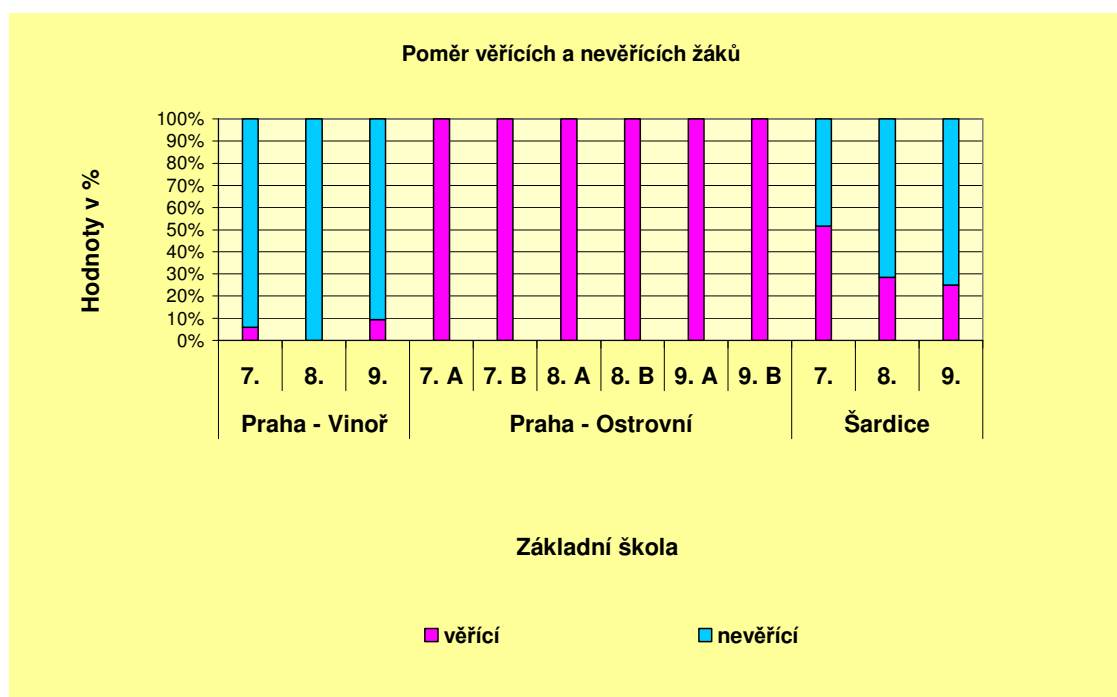 Poměr věřících a nevěřících žáků
Hodnoty v %
100%
90%
80%
70%
60%
50%
40%
30%
20%
10%
0%
7. 8. 9. 7. A 7. B 8. A 8. B 9. A 9. B 7. 8. 9.
Praha - Vinoř Praha - Ostrovní Šardice
Základní škola
věřící nevěřící